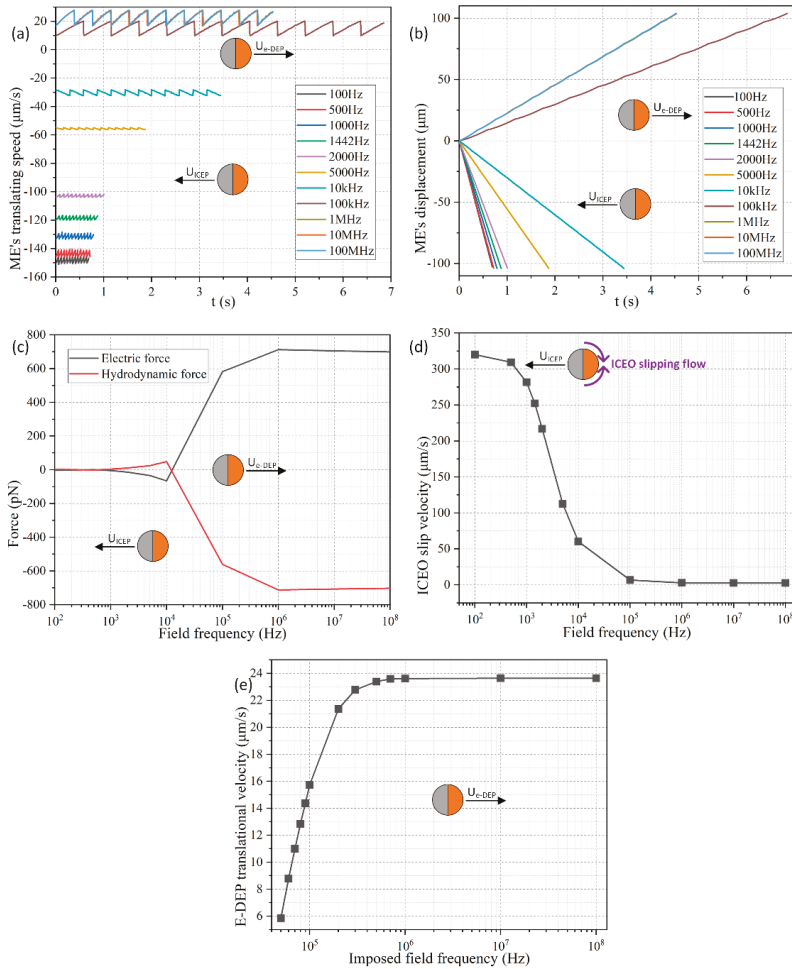 (a)
ME's translating speed (μm/s)
20
0
-20
-40
-60
-80
-100
-120
-140
-160
0 1 2 3 4 5 6 7
t (s)
Ue-DEP
UICEP
100Hz
500Hz
1000Hz
1442Hz
2000Hz
5000Hz
10kHz
100kHz
1MHz
10MHz
100MHz
(b)
ME's displacement (μm)
100
50
0
-50
-100
0 1 2 3 4 5 6 7
t (s)
Ue-DEP
UICEP
100Hz
500Hz
1000Hz
1442Hz
2000Hz
5000Hz
10kHz
100kHz
1MHz
10MHz
100MHz
(c)
Force (pN)
800
600
400
200
0
-200
-400
-600
-800
10² 10³ 10⁴ 10⁵ 10⁶ 10⁷ 10⁸
Field frequency (Hz)
Electric force
Hydrodynamic force
Ue-DEP
UICEP
(d)
ICEO slip velocity (μm/s)
350
300
250
200
150
100
50
0
10² 10³ 10⁴ 10⁵ 10⁶ 10⁷ 10⁸
Field frequency (Hz)
UICEP
ICEO slipping flow
(e)
E-DEP translational velocity (μm/s)
24
22
20
18
16
14
12
10
8
6
10⁵ 10⁶ 10⁷ 10⁸
Imposed field frequency (Hz)
Ue-DEP